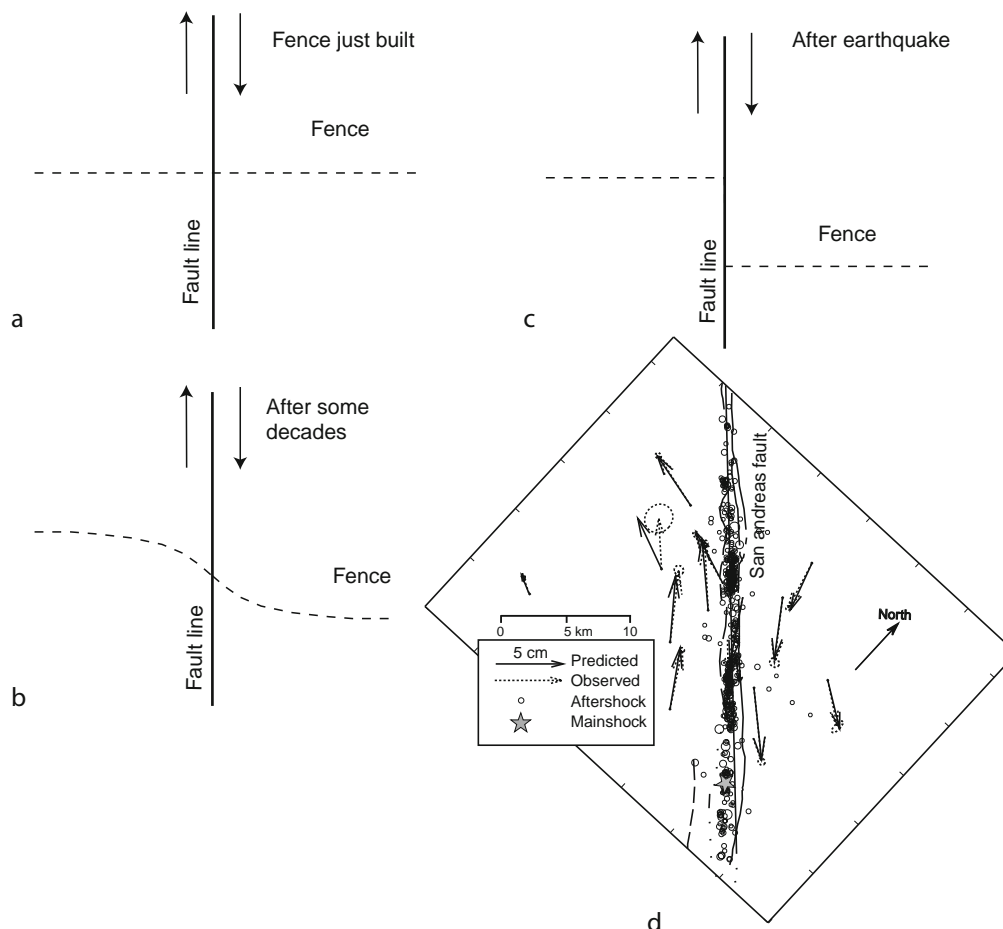 Fence just built
Fence
Fault line
a
After earthquake
Fence
Fault line
c
After some
decades
Fence
Fault line
b
San andreas fault
North
0 5 km 10
5 cm
Predicted
Observed
Aftershock
Mainshock
d